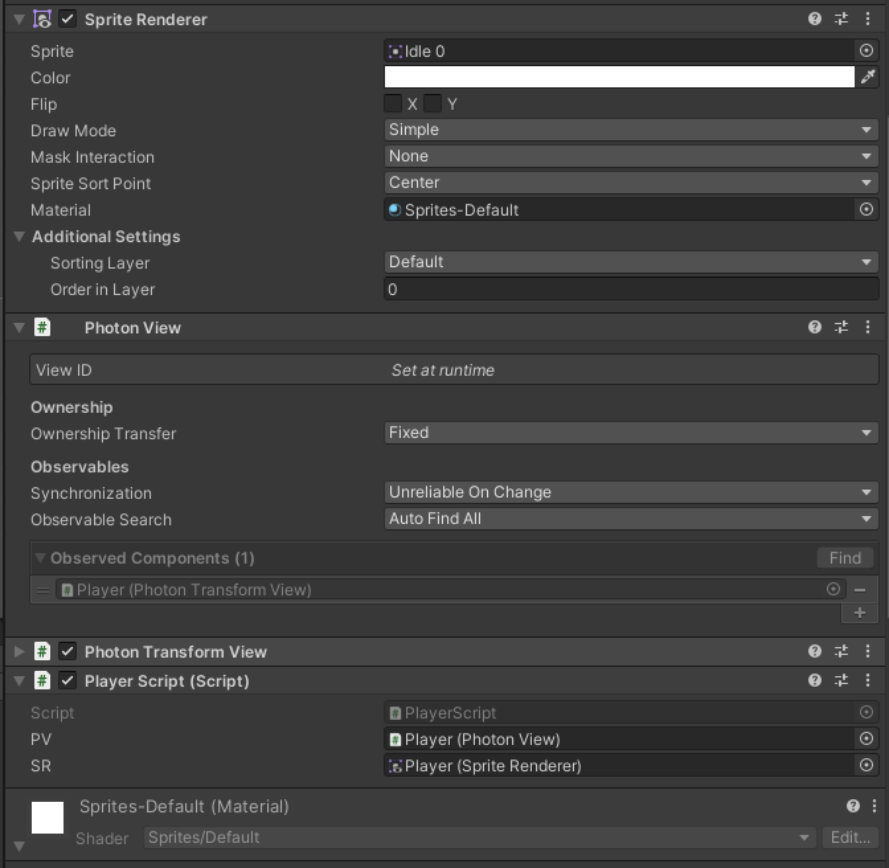 Sprite Renderer
Sprite Idle 0
Color
Flip X Y
Draw Mode Simple
Mask Interaction None
Sprite Sort Point Center
Material Sprites-Default
Additional Settings
Sorting Layer Default
Order in Layer 0
# Photon View
View ID Set at runtime
Ownership
Ownership Transfer Fixed
Observables
Synchronization Unreliable On Change
Observable Search Auto Find All
Observed Components (1) Find
Player (Photon Transform View)
# Photon Transform View
# Player Script (Script)
Script PlayerScript
PV Player (Photon View)
SR Player (Sprite Renderer)
Sprites-Default (Material)
Shader Sprites/Default Edit...